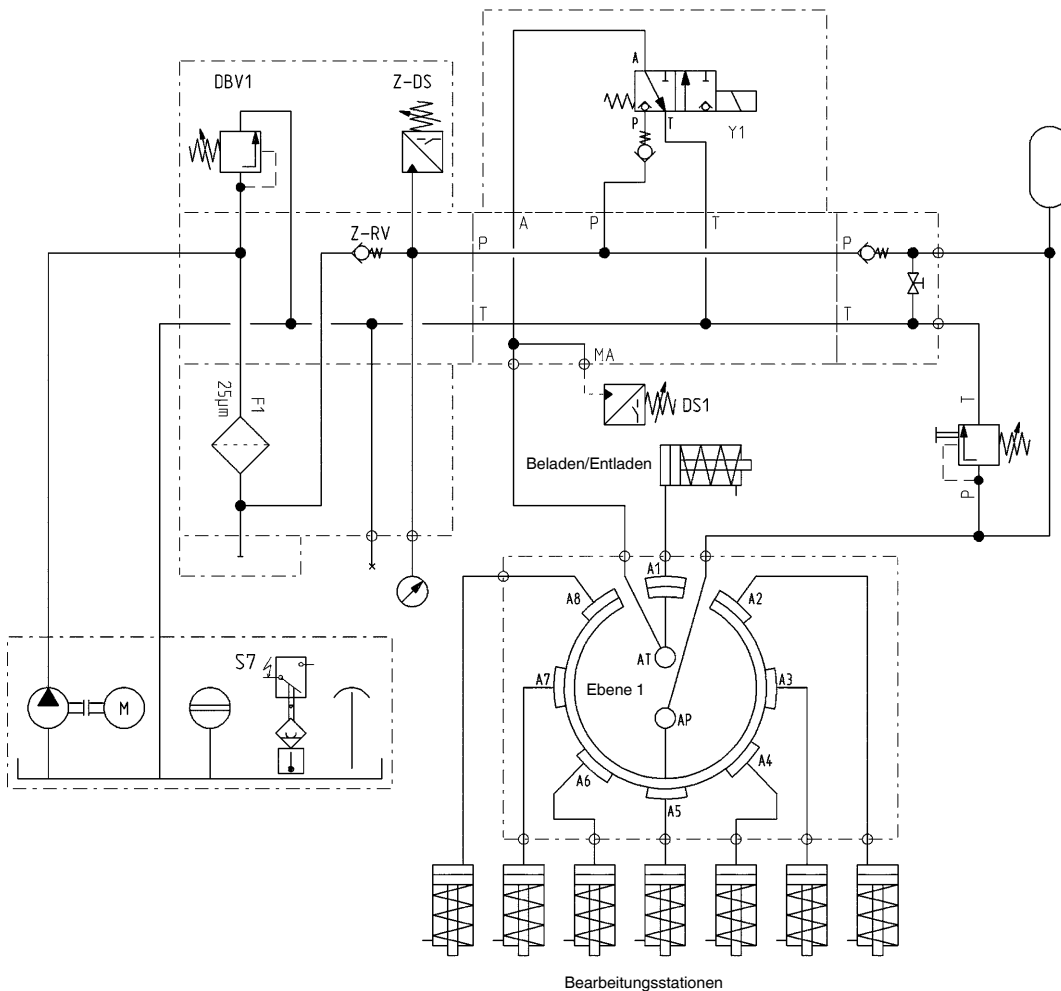 A
DBV1
Z-DS
P
T
Y1
A
P
T
Z-RV
P
P
T
T
MA
25µm
F1
DS1
T
Beladen/Entladen
P
A1
A8
A2
S7
AT
A7
Ebene 1
A3
M
AP
A6
A4
A5
Bearbeitungsstationen